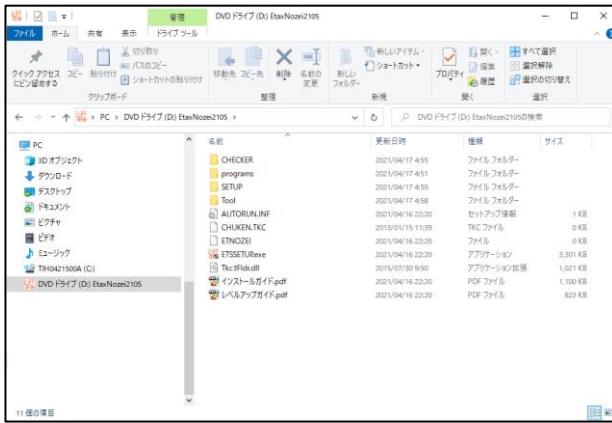 管理 DVD ドライブ (D:) EtaxNozei2105
ファイル ホーム 共有 表示 ドライブ ツール
クイック アクセスにピン留めする
コピー
貼り付け
切り取り
パスのコピー
ショートカットの貼り付け
クリップボード
移動先 コピー先 削除 名前の変更
整理
新しいフォルダー
新しいアイテム
ショートカット
新規
プロパティ
開く
編集
履歴
開く
すべて選択
選択解除
選択の切り替え
選択
PC DVD ドライブ (D:) EtaxNozei2105
DVD ドライブ (D:) EtaxNozei2105の検索
PC
3D オブジェクト
ダウンロード
デスクトップ
ドキュメント
ピクチャ
ビデオ
ミュージック
TIH0421500A (C:)
DVD ドライブ (D:) EtaxNozei2105
名前 更新日時 種類 サイズ
CHECKER 2021/04/17 4:55 ファイル フォルダー
programs 2021/04/17 4:51 ファイル フォルダー
SETUP 2021/04/17 4:55 ファイル フォルダー
Tool 2021/04/17 4:58 ファイル フォルダー
AUTORUN.INF 2021/04/16 22:20 セットアップ情報 1 KB
CHUKEN.TKC 2013/01/15 11:39 TKC ファイル 0 KB
ETNOZEI 2021/04/16 22:20 ファイル 0 KB
ETSSETUP.exe 2021/04/16 22:20 アプリケーション 3,301 KB
2015/07/30 9:50 アプリケーション拡張 1,021 KB
インストールガイド.pdf 2021/04/16 22:20 PDF ファイル 1,100 KB
レベルアップガイド.pdf 2021/04/16 22:20 PDF ファイル 823 KB
11 個の項目